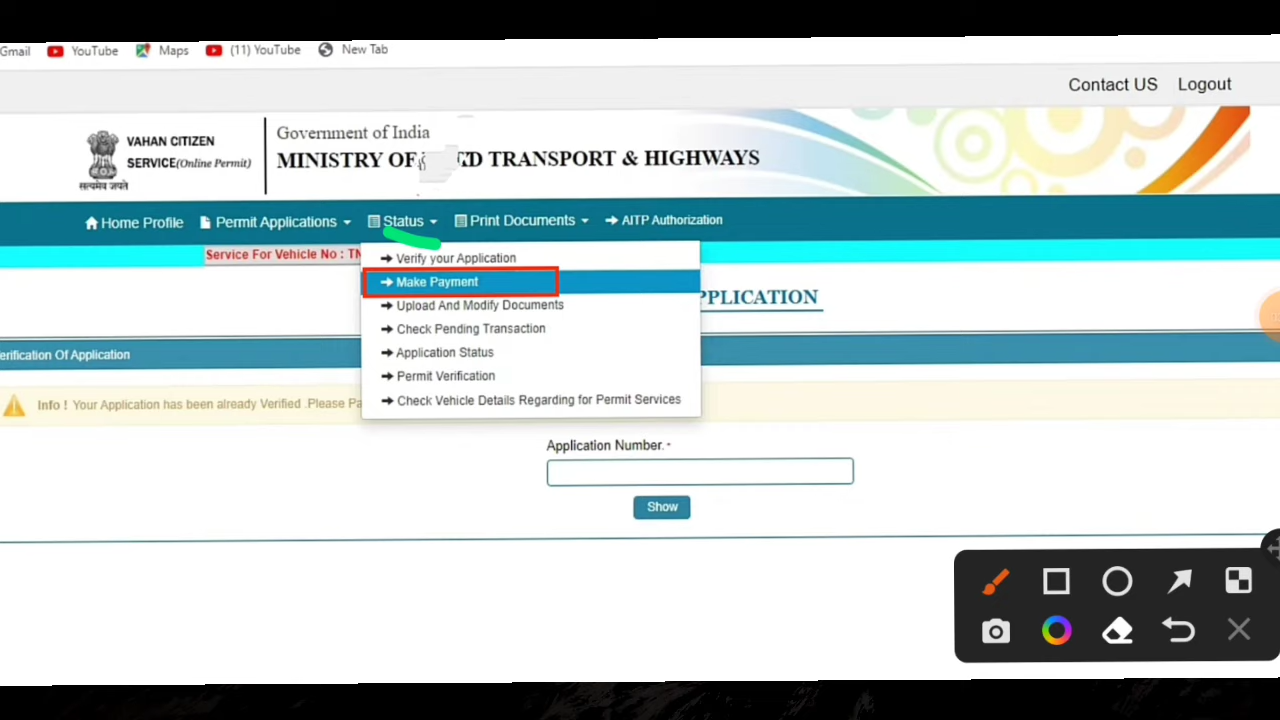 Gmail YouTube Maps (11) YouTube New Tab
Contact US Logout
VAHAN CITIZEN
SERVICE(Online Permit)
सत्यमेव जयते
Government of India
MINISTRY OF TRANSPORT & HIGHWAYS
Home Profile Permit Applications Status Print Documents AITP Authorization
Service For Vehicle No : TN
Verify your Application
Make Payment
Upload And Modify Documents
Check Pending Transaction
Application Status
Permit Verification
Check Vehicle Details Regarding for Permit Services
PPLICATION
erification Of Application
Info ! Your Application has been already Verified .Please Pa
Application Number. *
Show